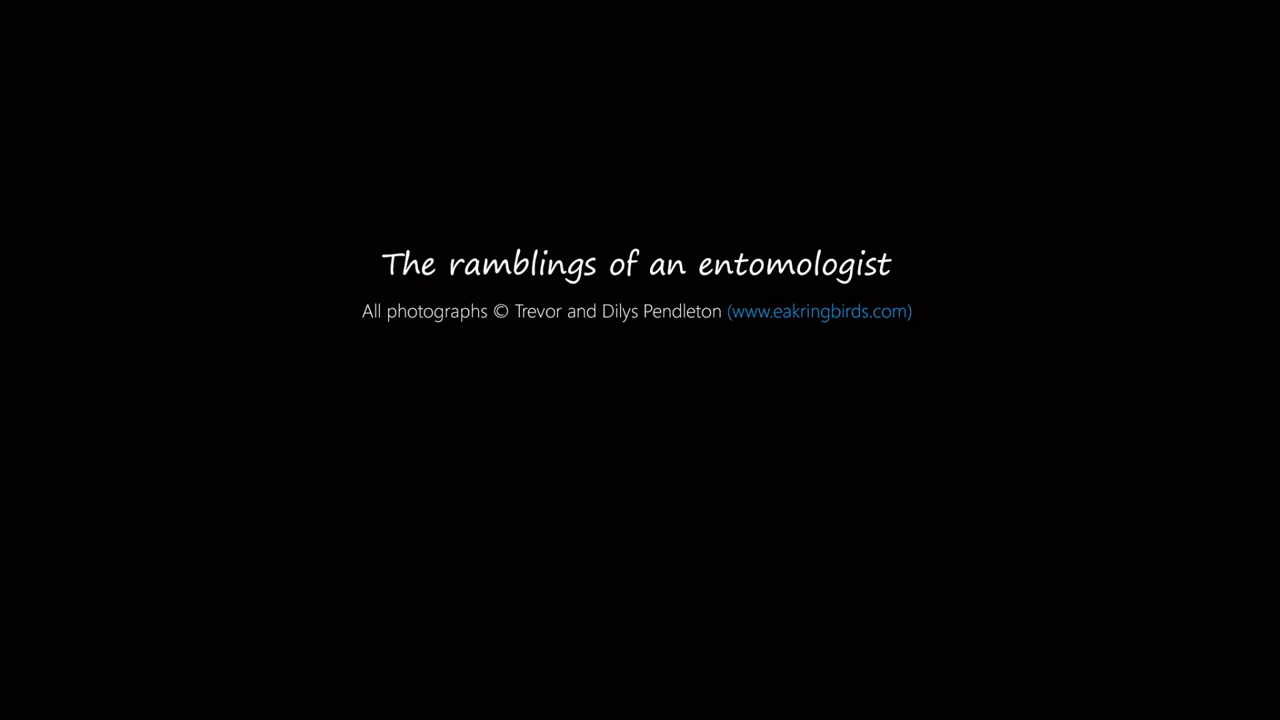 The ramblings of an entomologist
All photographs © Trevor and Dilys Pendleton (www.eakringbirds.com)